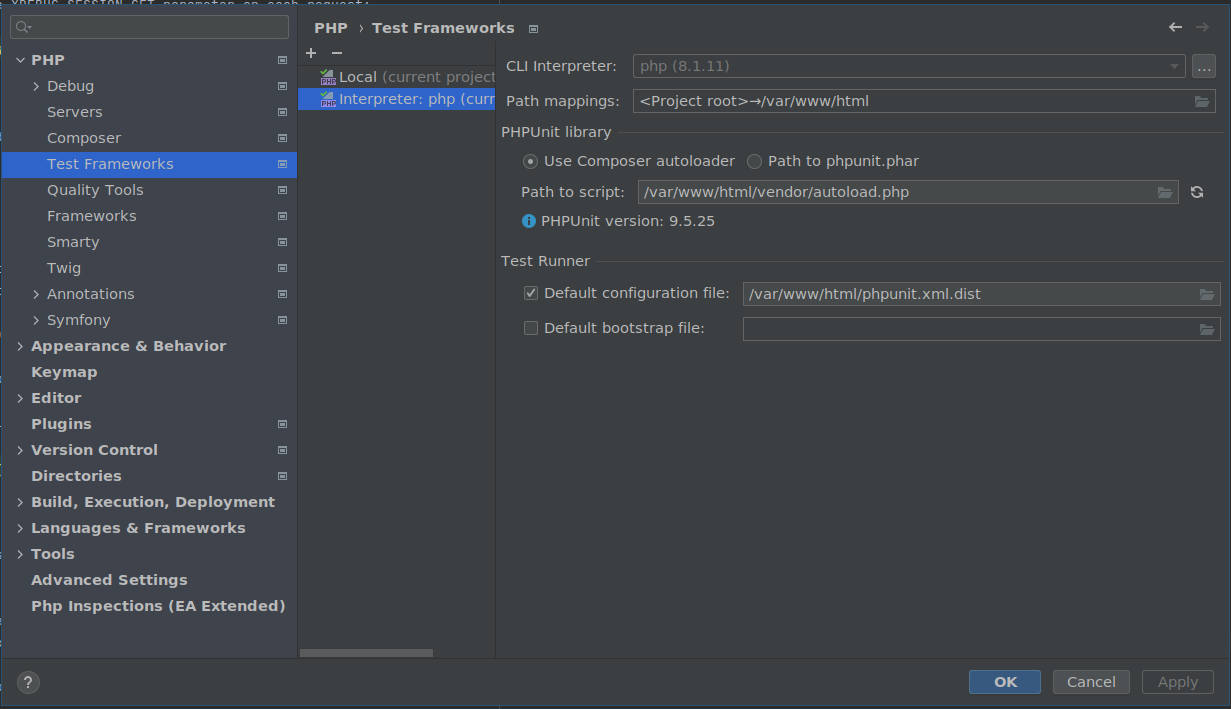 PHP › Test Frameworks
PHP
Debug
Servers
Composer
Test Frameworks
Quality Tools
Frameworks
Smarty
Twig
Annotations
Symfony
Appearance & Behavior
Keymap
Editor
Plugins
Version Control
Directories
Build, Execution, Deployment
Languages & Frameworks
Tools
Advanced Settings
Php Inspections (EA Extended)
Local (current project
Interpreter: php (curr
CLI Interpreter: php (8.1.11) ...
Path mappings: <Project root>→/var/www/html
PHPUnit library
Use Composer autoloader Path to phpunit.phar
Path to script: /var/www/html/vendor/autoload.php
PHPUnit version: 9.5.25
Test Runner
Default configuration file: /var/www/html/phpunit.xml.dist
Default bootstrap file:
? OK Cancel Apply